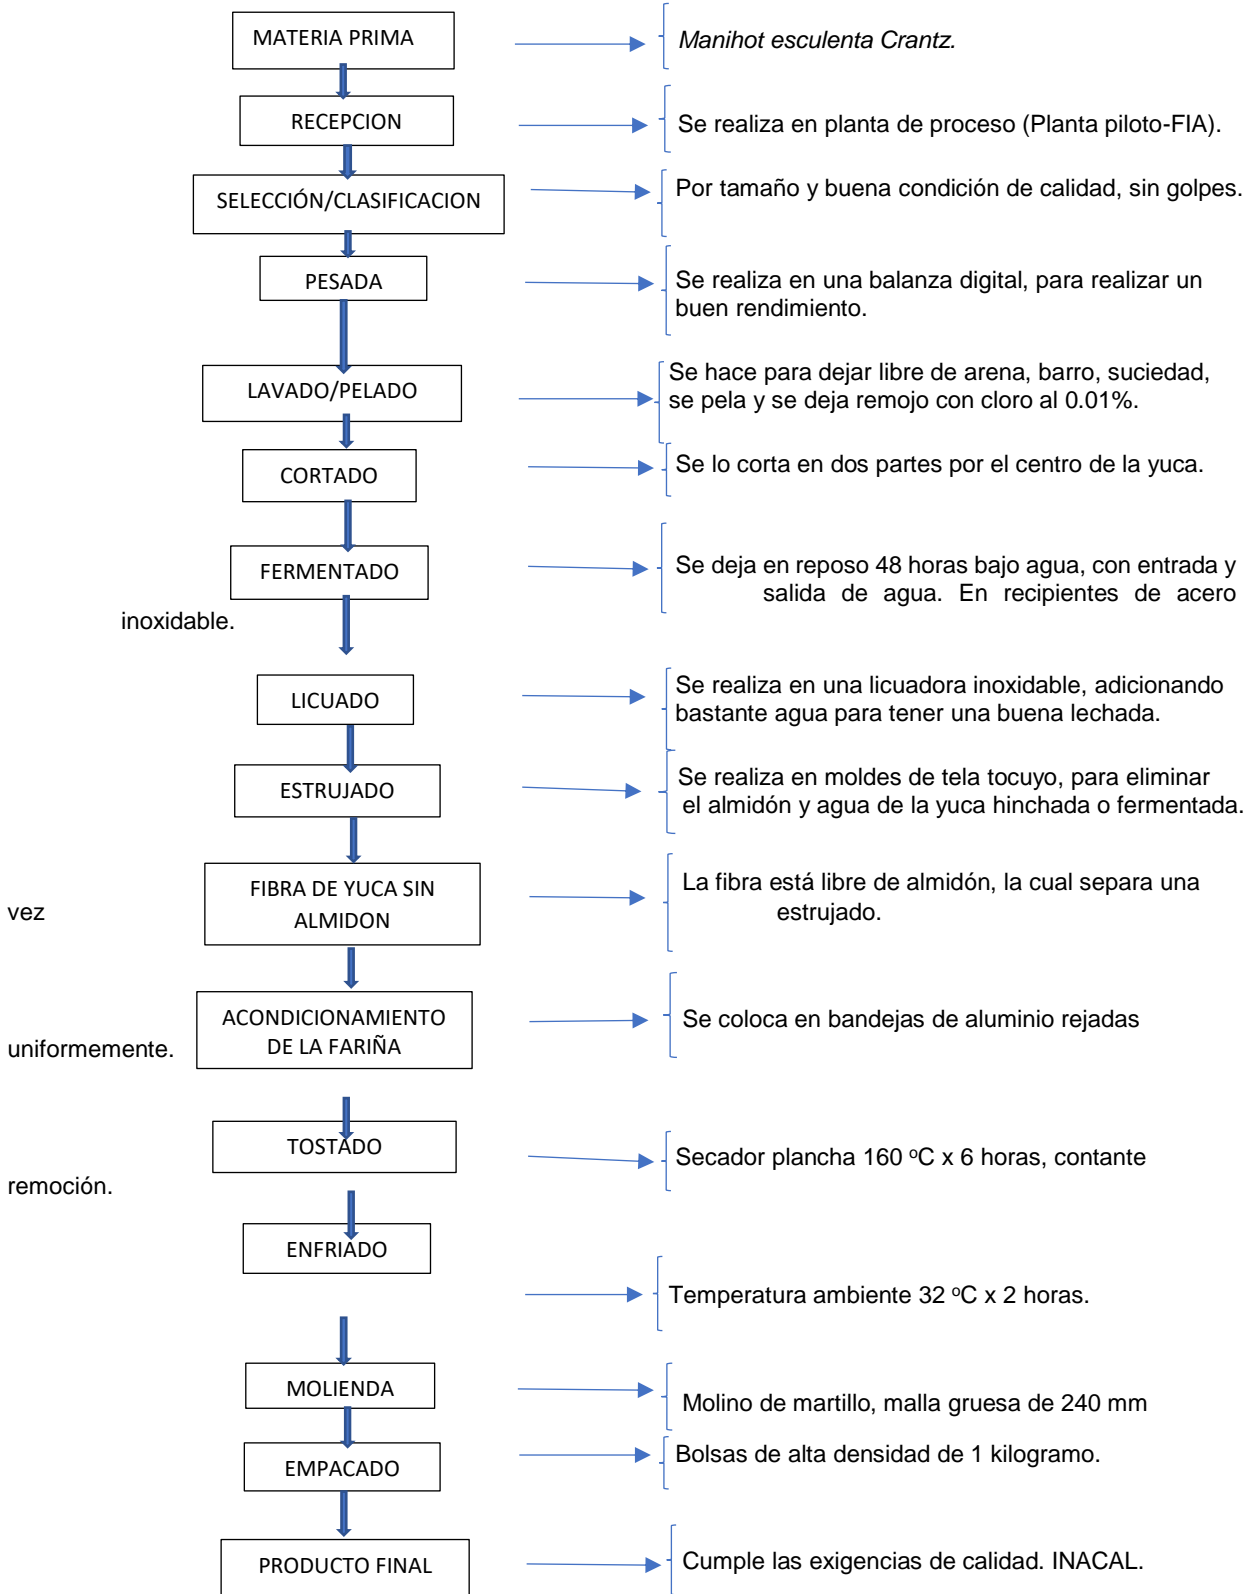 MATERIA PRIMA
Manihot esculenta Crantz.
RECEPCION
Se realiza en planta de proceso (Planta piloto-FIA).
SELECCIÓN/CLASIFICACION
Por tamaño y buena condición de calidad, sin golpes.
PESADA
Se realiza en una balanza digital, para realizar un
buen rendimiento.
LAVADO/PELADO
Se hace para dejar libre de arena, barro, suciedad,
se pela y se deja remojo con cloro al 0.01%.
CORTADO
Se lo corta en dos partes por el centro de la yuca.
FERMENTADO
Se deja en reposo 48 horas bajo agua, con entrada y
salida de agua. En recipientes de acero
inoxidable.
LICUADO
Se realiza en una licuadora inoxidable, adicionando
bastante agua para tener una buena lechada.
ESTRUJADO
Se realiza en moldes de tela tocuyo, para eliminar
el almidón y agua de la yuca hinchada o fermentada.
FIBRA DE YUCA SIN
ALMIDON
La fibra está libre de almidón, la cual separa una
vez
estrujado.
ACONDICIONAMIENTO
DE LA FARIÑA
Se coloca en bandejas de aluminio rejadas
uniformemente.
TOSTADO
Secador plancha 160 ºC x 6 horas, contante
remoción.
ENFRIADO
Temperatura ambiente 32 ºC x 2 horas.
MOLIENDA
Molino de martillo, malla gruesa de 240 mm
EMPACADO
Bolsas de alta densidad de 1 kilogramo.
PRODUCTO FINAL
Cumple las exigencias de calidad. INACAL.